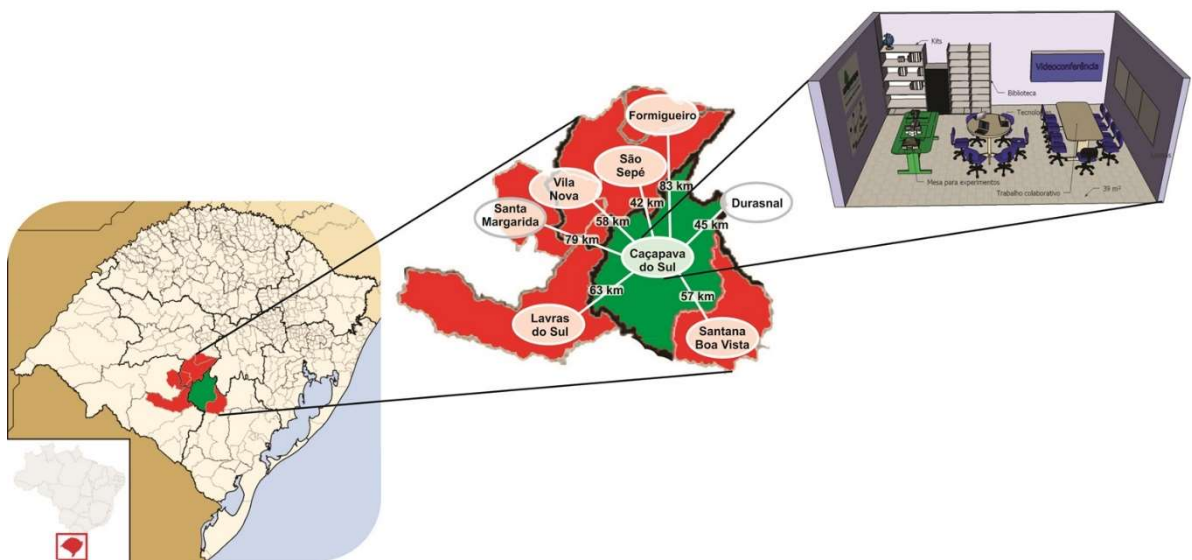 Kits
Videoconferência
Biblioteca
Tecnologias
Mesa para experimentos
Trabalho colaborativo
39 m²
Formigueiro
São
Sepé
Vila
Nova
Santa
Margarida
83 km
42 km
58 km
79 km
Durasnal
45 km
Caçapava
do Sul
63 km
57 km
Lavras
do Sul
Santana
Boa Vista